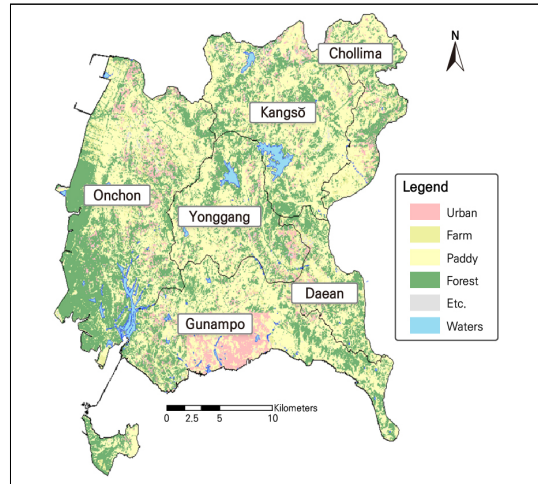 Chollima
N
Kangsŏ
Onchon
Yonggang
Legend
Urban
Farm
Paddy
Forest
Etc.
Waters
Daean
Gunampo
Kilometers
0 2.5 5 10